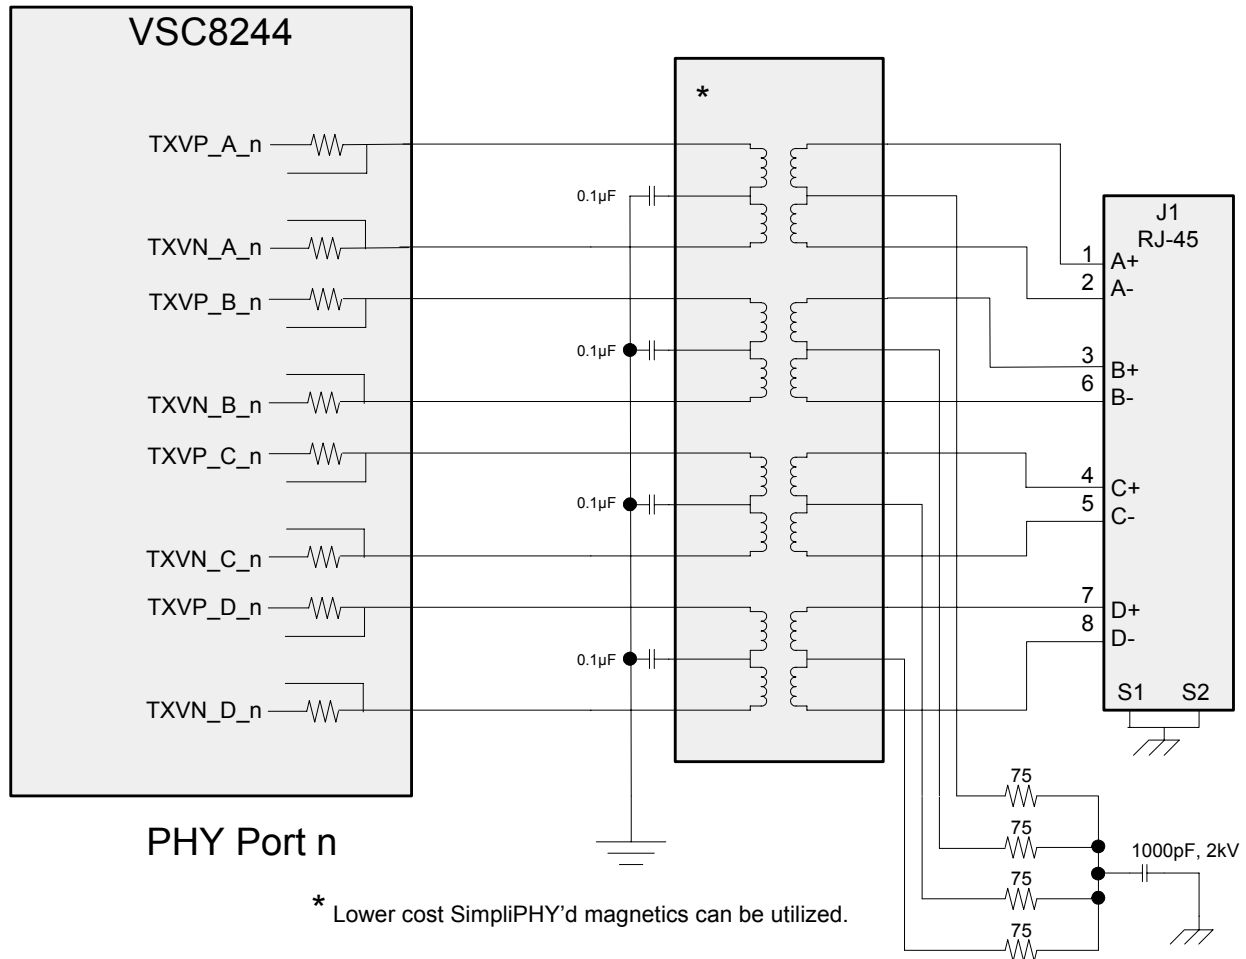 VSC8244
*
TXVP_A_n
0.1µF
TXVN_A_n
TXVP_B_n
0.1µF
TXVN_B_n
TXVP_C_n
0.1µF
TXVN_C_n
TXVP_D_n
0.1µF
TXVN_D_n
J1
RJ-45
1 A+
2 A-
3 B+
6 B-
4 C+
5 C-
7 D+
8 D-
S1 S2
75
75
75
75
1000pF, 2kV
PHY Port n
* Lower cost SimpliPHY'd magnetics can be utilized.